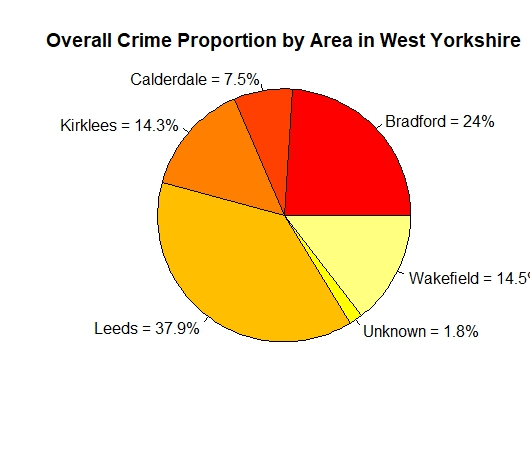 Overall Crime Proportion by Area in West Yorkshire
Calderdale = 7.5%
Bradford = 24%
Kirklees = 14.3%
Wakefield = 14.5%
Leeds = 37.9%
Unknown = 1.8%